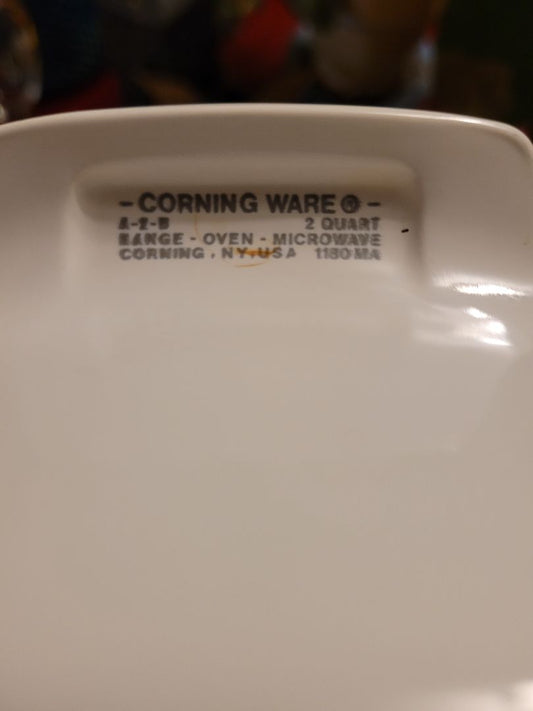 - CORNING WARE ® -
A-2-B 2 QUART
RANGE - OVEN - MICROWAVE
CORNING, NY, USA 1180 MA